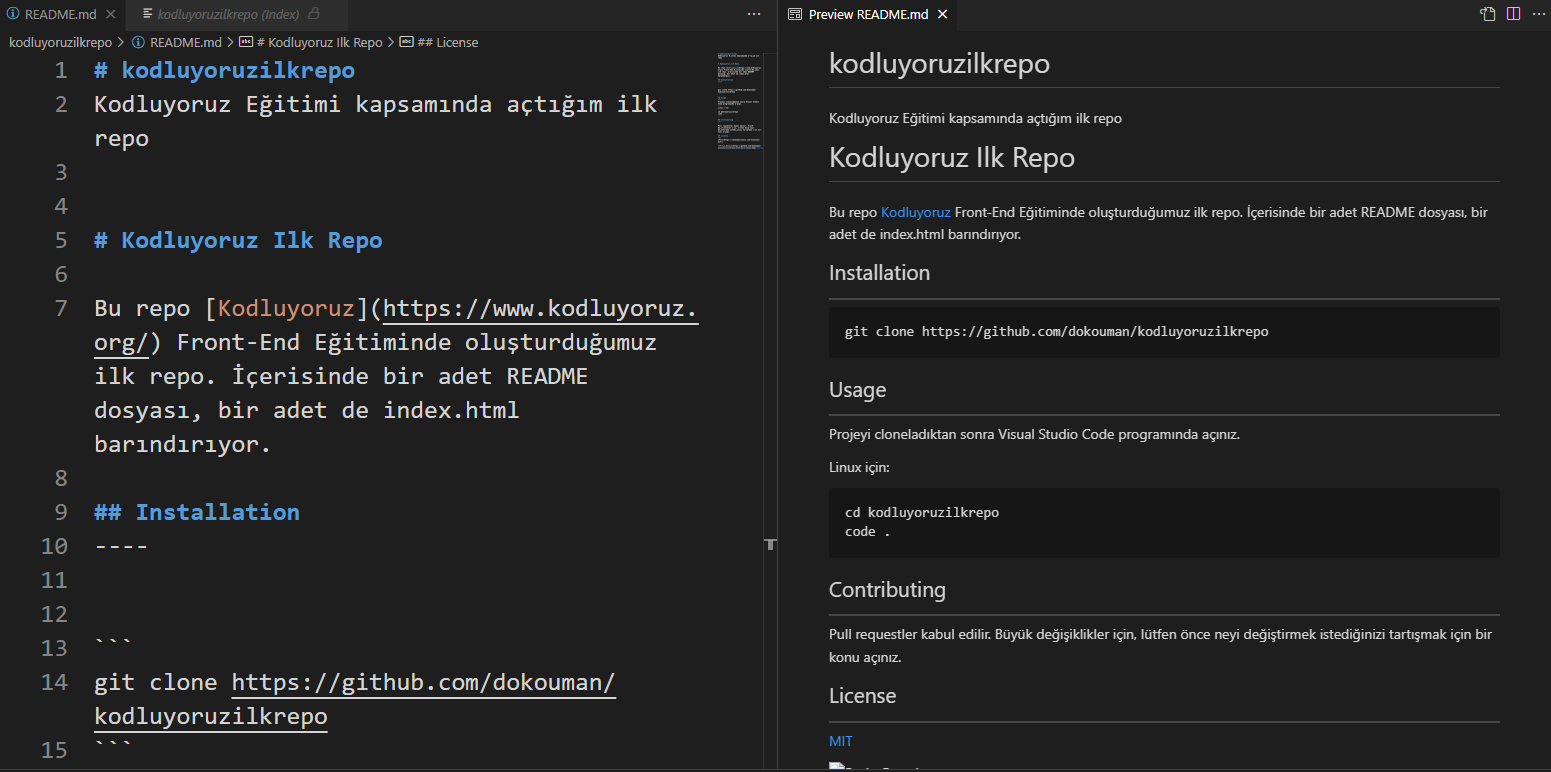 README.md
kodluyoruzilkrepo (Index)
kodluyoruzilkrepo > README.md > # Kodluyoruz Ilk Repo > ## License
1 # kodluyoruzilkrepo
2 Kodluyoruz Eğitimi kapsamında açtığım ilk
repo
3
4
5 # Kodluyoruz Ilk Repo
6
7 Bu repo [Kodluyoruz](https://www.kodluyoruz.
org/) Front-End Eğitiminde oluşturduğumuz
ilk repo. İçerisinde bir adet README
dosyası, bir adet de index.html
barındırıyor.
8
9 ## Installation
10 ----
11
12
13 ```
14 git clone https://github.com/dokouman/
kodluyoruzilkrepo
15 ```
Preview README.md
kodluyoruzilkrepo
Kodluyoruz Eğitimi kapsamında açtığım ilk repo
Kodluyoruz Ilk Repo
Bu repo Kodluyoruz Front-End Eğitiminde oluşturduğumuz ilk repo. İçerisinde bir adet README dosyası, bir
adet de index.html barındırıyor.
Installation
git clone https://github.com/dokouman/kodluyoruzilkrepo
Usage
Projeyi cloneladıktan sonra Visual Studio Code programında açınız.
Linux için:
cd kodluyoruzilkrepo
code .
Contributing
Pull requestler kabul edilir. Büyük değişiklikler için, lütfen önce neyi değiştirmek istediğinizi tartışmak için bir
konu açınız.
License
MIT